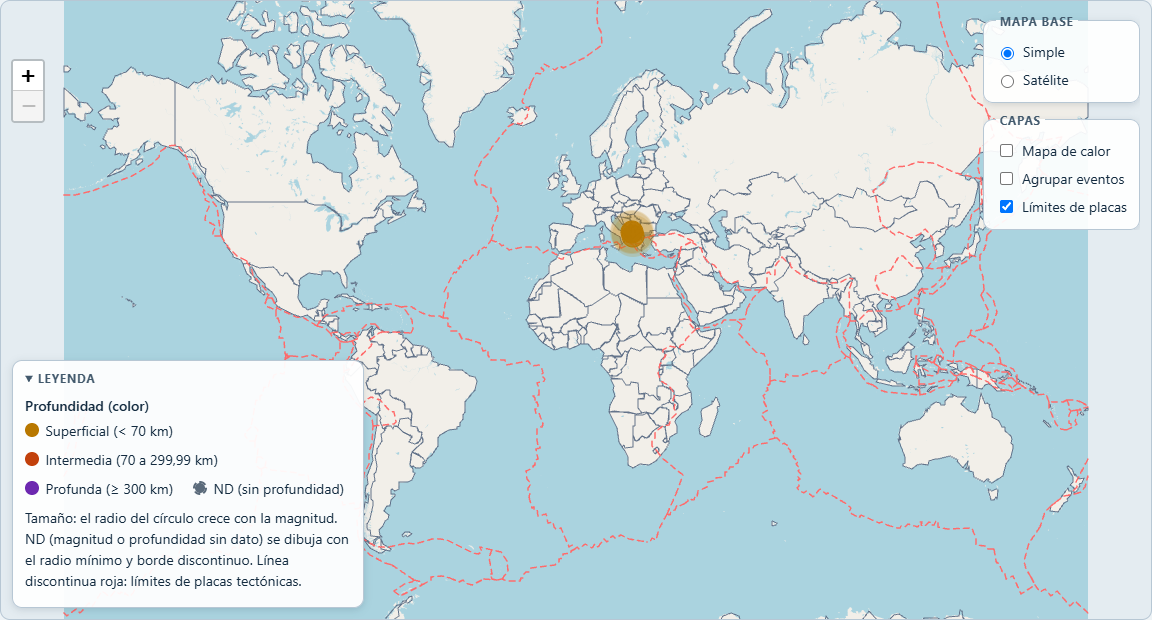 +
−
MAPA BASE
Simple
Satélite
CAPAS
Mapa de calor
Agrupar eventos
Límites de placas
▼ LEYENDA
Profundidad (color)
Superficial (< 70 km)
Intermedia (70 a 299,99 km)
Profunda (≥ 300 km) ND (sin profundidad)
Tamaño: el radio del círculo crece con la magnitud.
ND (magnitud o profundidad sin dato) se dibuja con
el radio mínimo y borde discontinuo. Línea
discontinua roja: límites de placas tectónicas.